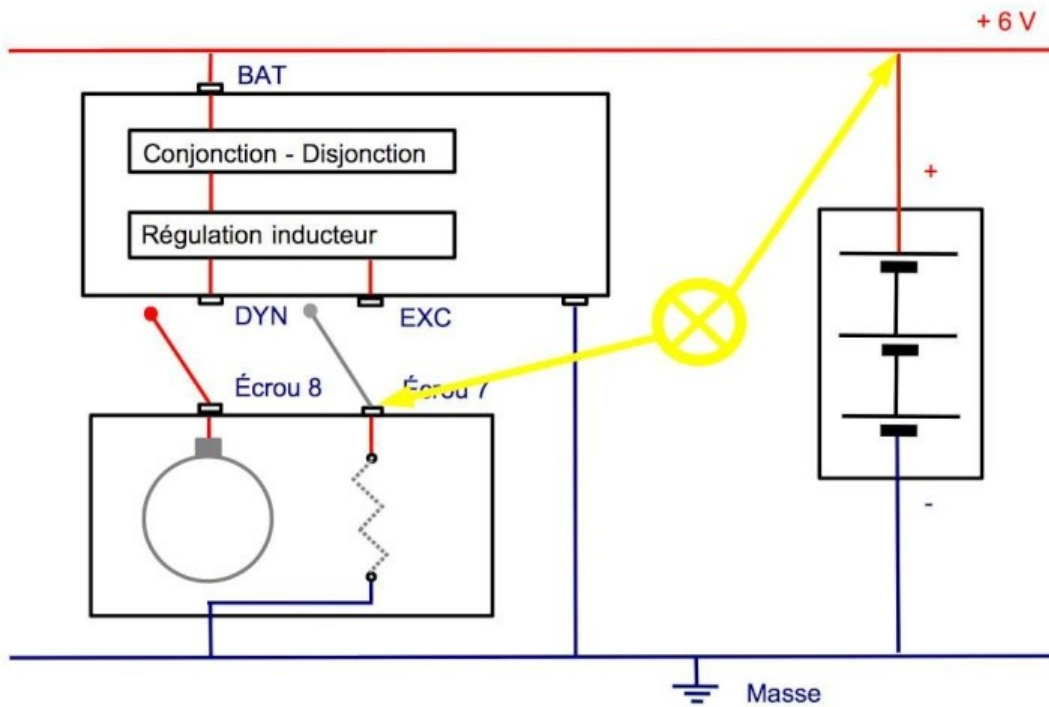 + 6 V
BAT
Conjonction - Disjonction
+
Régulation inducteur
DYN
EXC
Écrou 8
Écrou 7
-
Masse